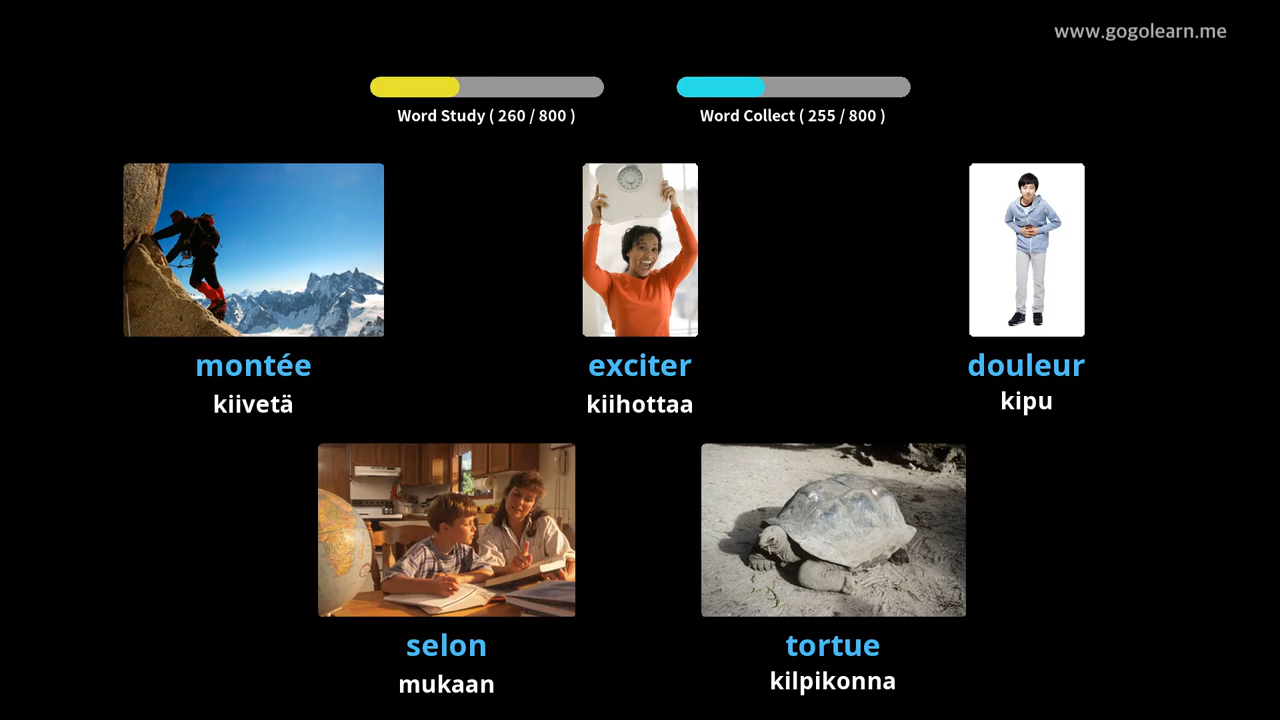 www.gogolearn.me
Word Study ( 260 / 800 )
Word Collect ( 255 / 800 )
montée
kiivetä
exciter
kiihottaa
douleur
kipu
selon
mukaan
tortue
kilpikonna